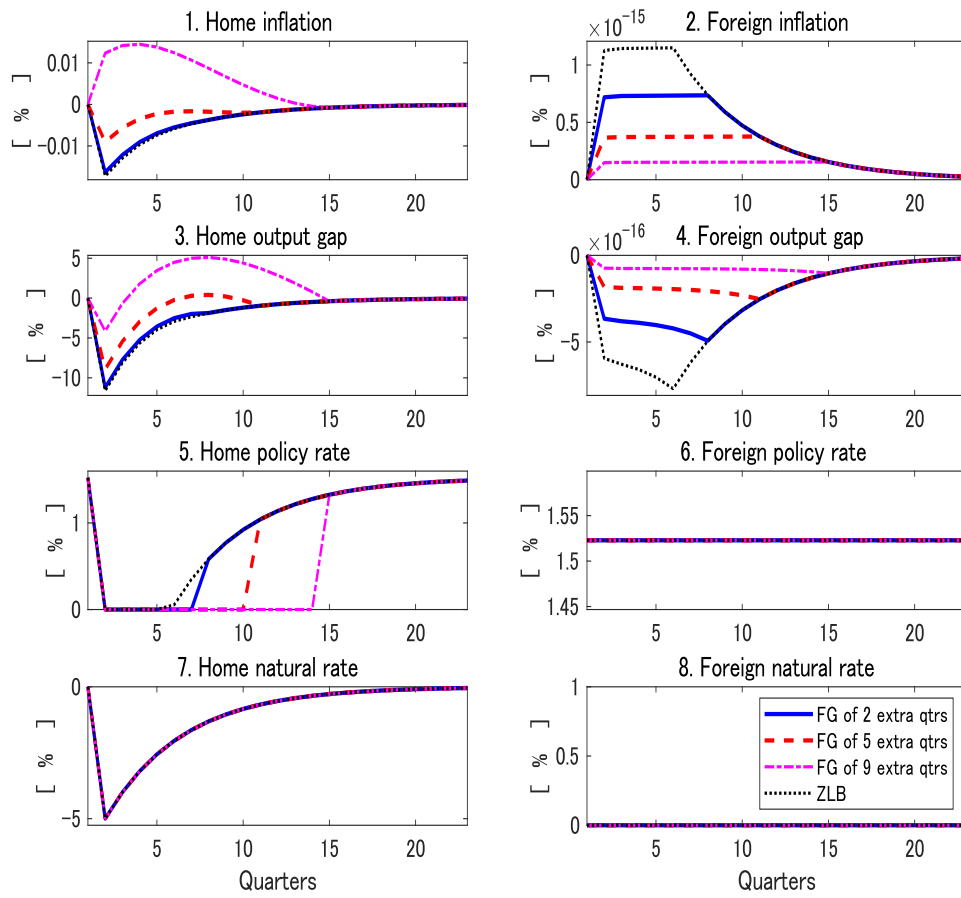 1. Home inflation
0.01
0
-0.01
[ % ]
5 10 15 20
2. Foreign inflation
×10⁻¹⁵
1
0.5
0
[ % ]
5 10 15 20
3. Home output gap
5
0
-5
-10
[ % ]
5 10 15 20
4. Foreign output gap
×10⁻¹⁶
0
-5
[ % ]
5 10 15 20
5. Home policy rate
1
0
[ % ]
5 10 15 20
6. Foreign policy rate
1.55
1.5
1.45
[ % ]
5 10 15 20
7. Home natural rate
0
-5
[ % ]
5 10 15 20
Quarters
8. Foreign natural rate
1
0.5
0
[ % ]
FG of 2 extra qtrs
FG of 5 extra qtrs
FG of 9 extra qtrs
ZLB
5 10 15 20
Quarters